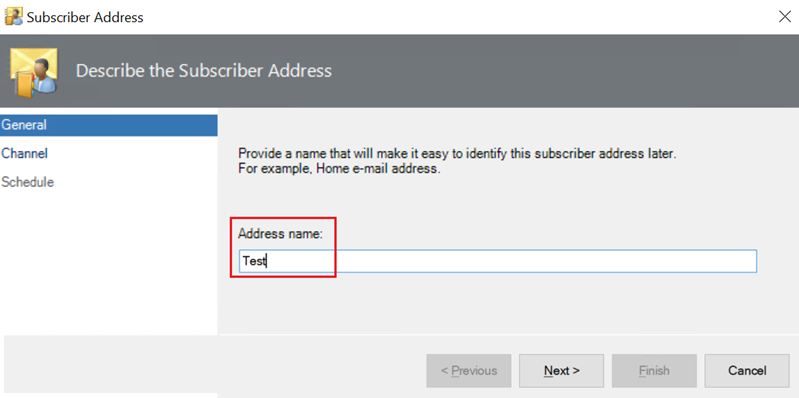 Subscriber Address
Describe the Subscriber Address
General
Channel
Schedule
Provide a name that will make it easy to identify this subscriber address later.
For example, Home e-mail address.
Address name:
Test
< Previous
Next >
Finish
Cancel